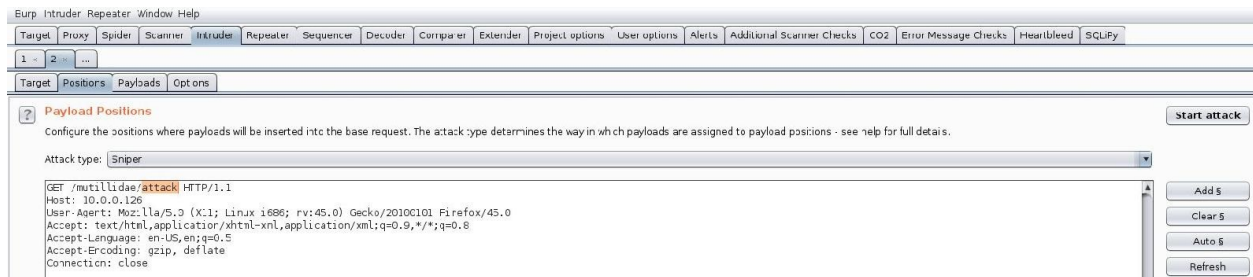 Burp Intruder Repeater Window Help
Target Proxy Spider Scanner Intruder Repeater Sequencer Decoder Comparer Extender Project options User options Alerts Additional Scanner Checks CO2 Error Message Checks Heartbleed SQLiPy
1 × 2 × ...
Target Positions Payloads Options
? Payload Positions
Start attack
Configure the positions where payloads will be inserted into the base request. The attack type determines the way in which payloads are assigned to payload positions - see help for full details.
Attack type: Sniper
GET /mutillidae/attack HTTP/1.1
Host: 10.0.0.126
User-Agent: Mozilla/5.0 (X11; Linux i686; rv:45.0) Gecko/20100101 Firefox/45.0
Accept: text/html,application/xhtml+xml,application/xml;q=0.9,*/*;q=0.8
Accept-Language: en-US,en;q=0.5
Accept-Encoding: gzip, deflate
Connection: close
Add §
Clear §
Auto §
Refresh